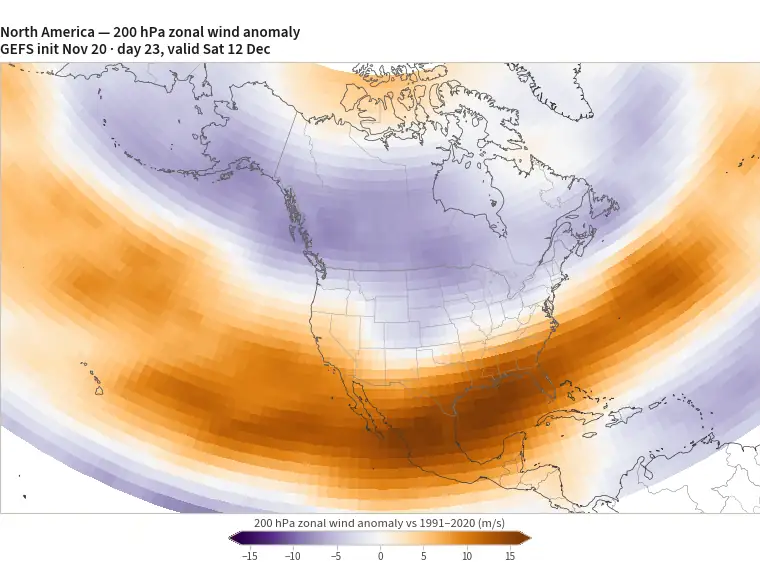 North America — 200 hPa zonal wind anomaly
GEFS init Nov 20 · day 23, valid Sat 12 Dec
200 hPa zonal wind anomaly vs 1991–2020 (m/s)
−15 −10 −5 0 5 10 15